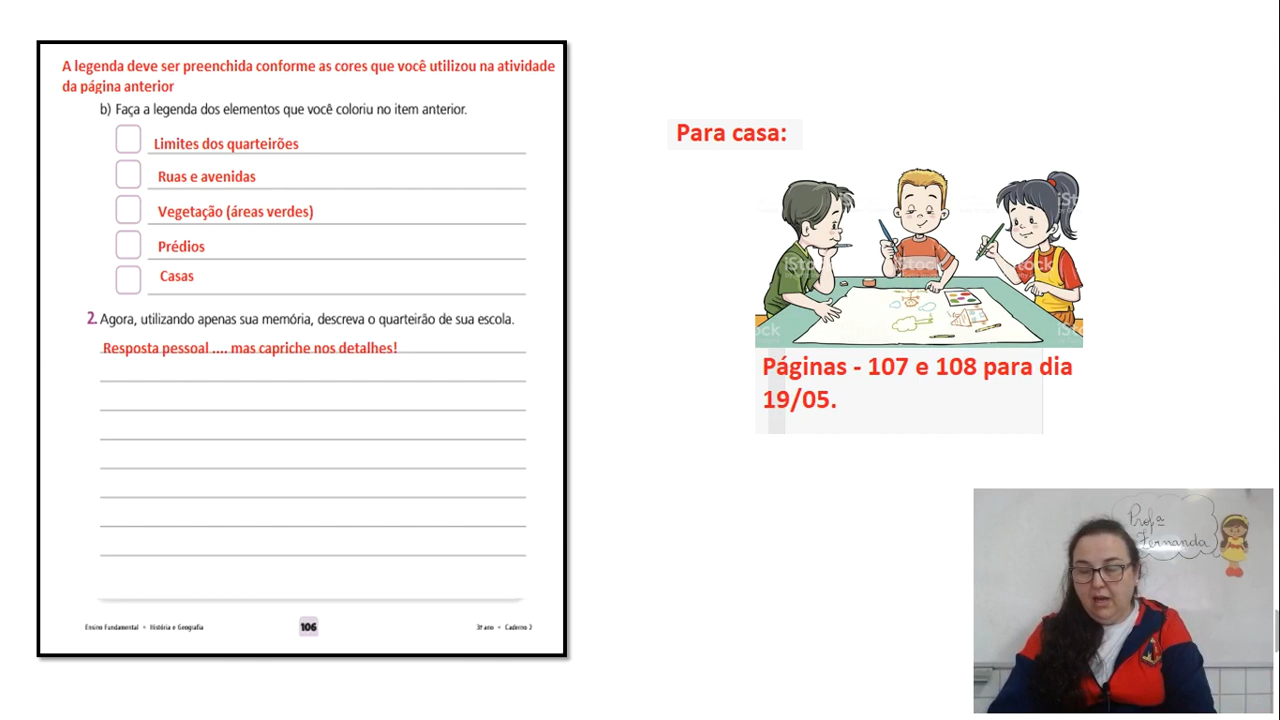 A legenda deve ser preenchida conforme as cores que você utilizou na atividade
da página anterior
b) Faça a legenda dos elementos que você coloriu no item anterior.
Limites dos quarteirões
Ruas e avenidas
Vegetação (áreas verdes)
Prédios
Casas
2. Agora, utilizando apenas sua memória, descreva o quarteirão de sua escola.
Resposta pessoal .... mas capriche nos detalhes!
Ensino Fundamental • História e Geografia
106
3º ano • Caderno 2
Para casa:
iStock
iStock
iStock
Páginas - 107 e 108 para dia
19/05.
Profª
Fernanda